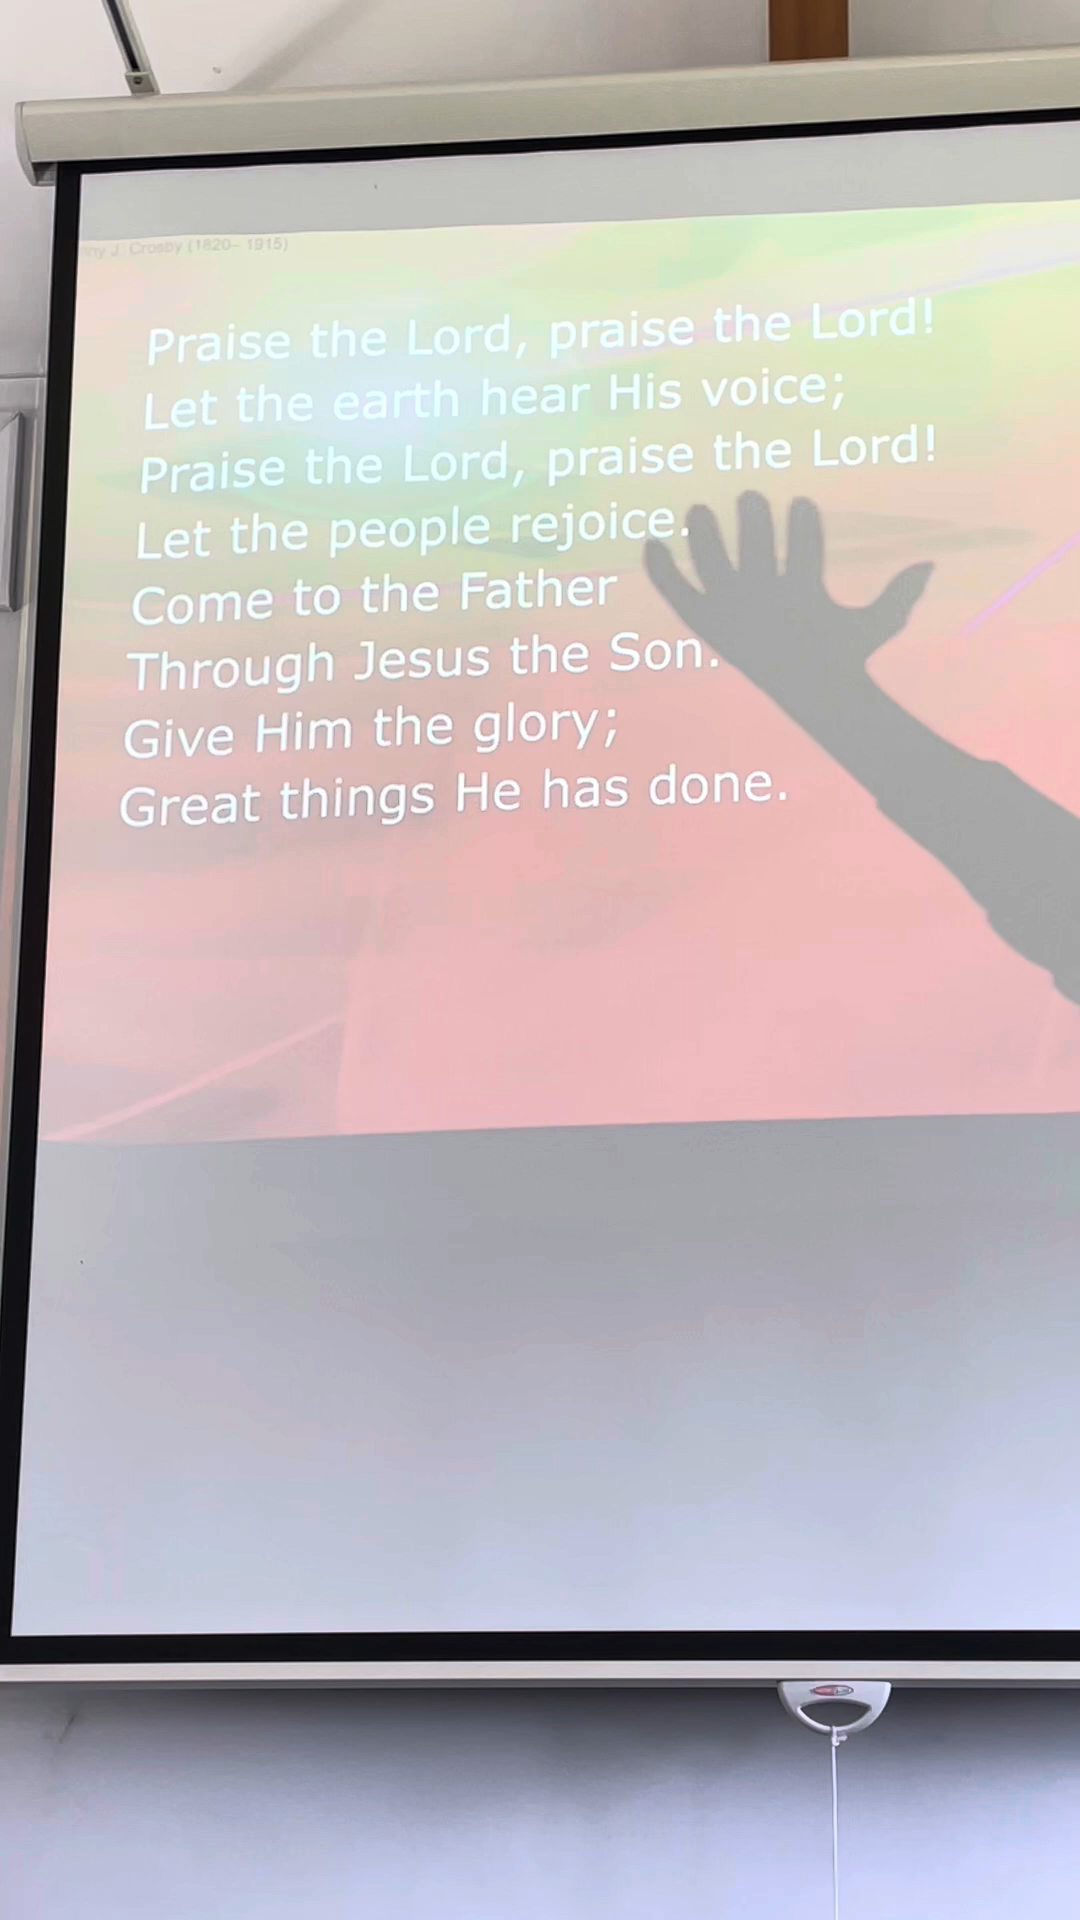 J. Crosby (1820– 1915)
Praise the Lord, praise the Lord!
Let the earth hear His voice;
Praise the Lord, praise the Lord!
Let the people rejoice.
Come to the Father
Through Jesus the Son.
Give Him the glory;
Great things He has done.